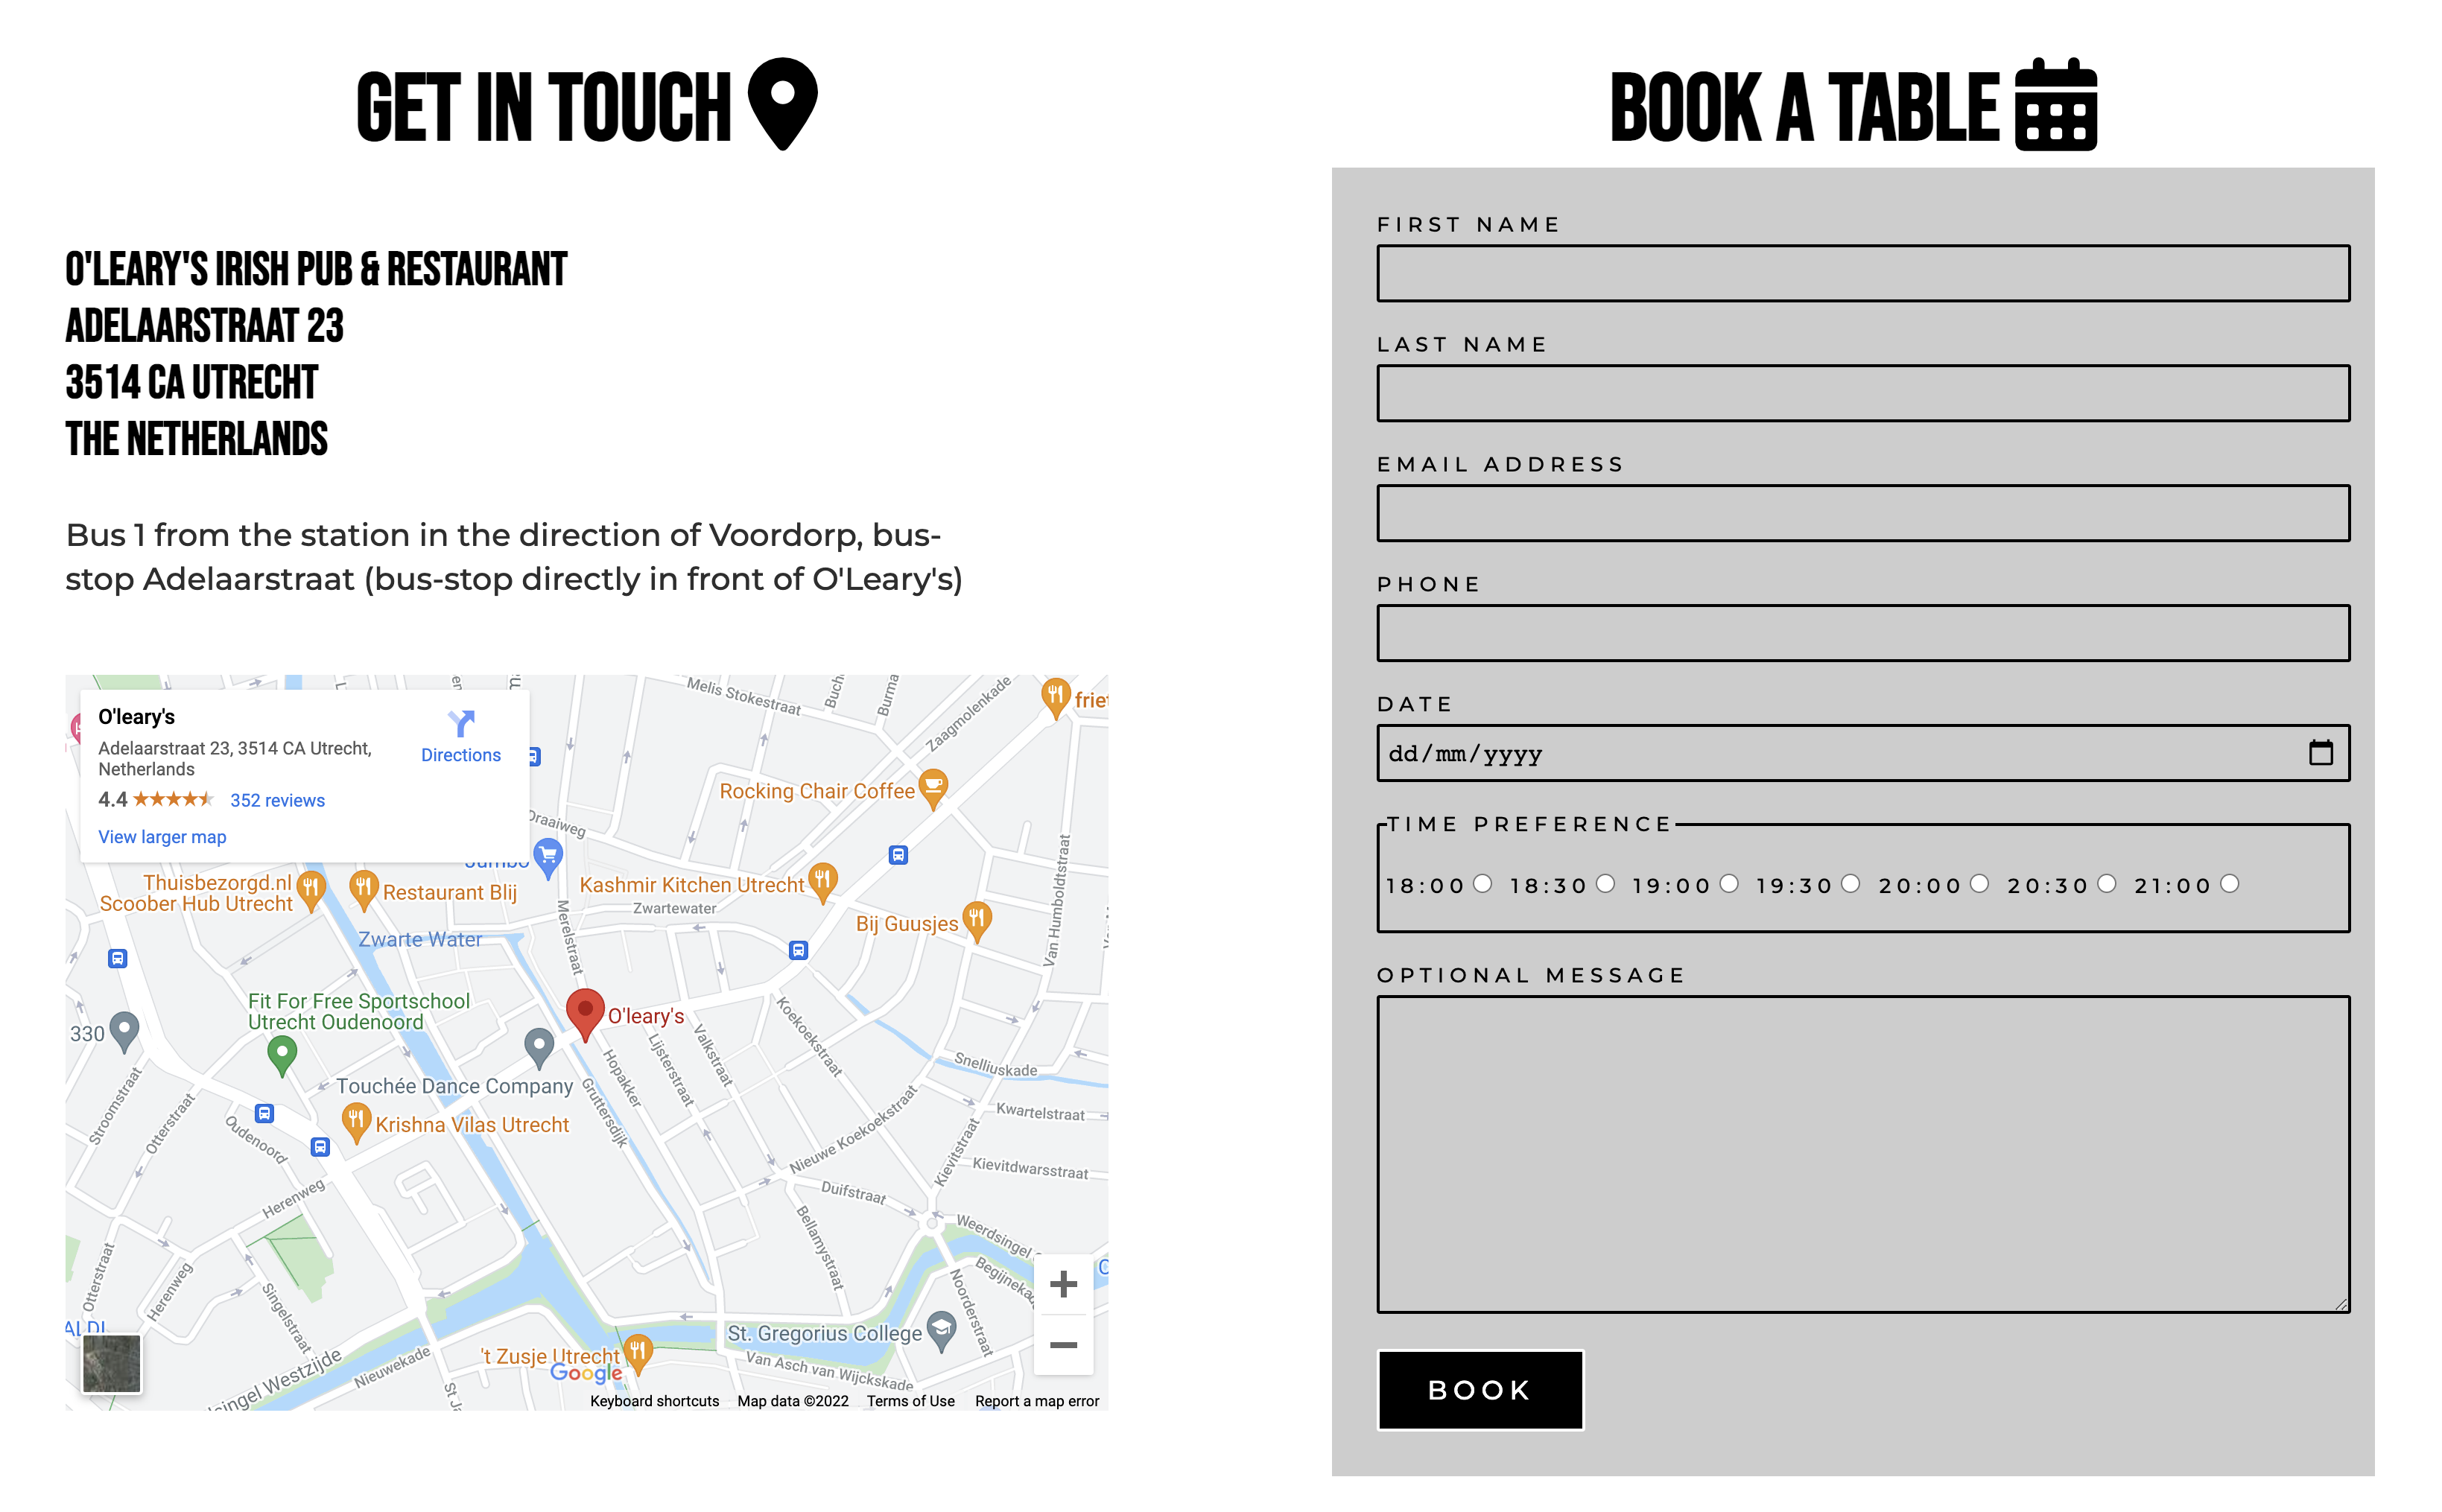 GET IN TOUCH
O'LEARY'S IRISH PUB & RESTAURANT
ADELAARSTRAAT 23
3514 CA UTRECHT
THE NETHERLANDS
Bus 1 from the station in the direction of Voordorp, bus-
stop Adelaarstraat (bus-stop directly in front of O'Leary's)
O'leary's
Adelaarstraat 23, 3514 CA Utrecht,
Netherlands
4.4
352 reviews
View larger map
Directions
Melis Stokestraat
Zaagmolenkade
Rocking Chair Coffee
Draaiweg
Jumbo
Thuisbezorgd.nl
Scoober Hub Utrecht
Restaurant Blij
Kashmir Kitchen Utrecht
Zwartewater
Merelstraat
Bij Guusjes
Van Humboldtstraat
Zwarte Water
Fit For Free Sportschool
Utrecht Oudenoord
330
O'leary's
Touchée Dance Company
Krishna Vilas Utrecht
Hopakker
Gruttersdijk
Lijsterstraat
Valkstraat
Koekoekstraat
Snelliuskade
Kwartelstraat
Nieuwe Koekoekstraat
Kievitstraat
Kievitdwarsstraat
Stroomstraat
Otterstraat
Oudenoord
Herenweg
Duifstraat
Bellamystraat
Weerdsingel
Noorderstraat
Otterstraat
Herenweg
Singelstraat
ALDI
Nieuwekade
't Zusje Utrecht
St. Gregorius College
Van Asch van Wijckskade
Google
Keyboard shortcuts
Map data ©2022
Terms of Use
Report a map error
BOOK A TABLE
FIRST NAME
LAST NAME
EMAIL ADDRESS
PHONE
DATE
dd/mm/yyyy
TIME PREFERENCE
18:00 18:30 19:00 19:30 20:00 20:30 21:00
OPTIONAL MESSAGE
BOOK